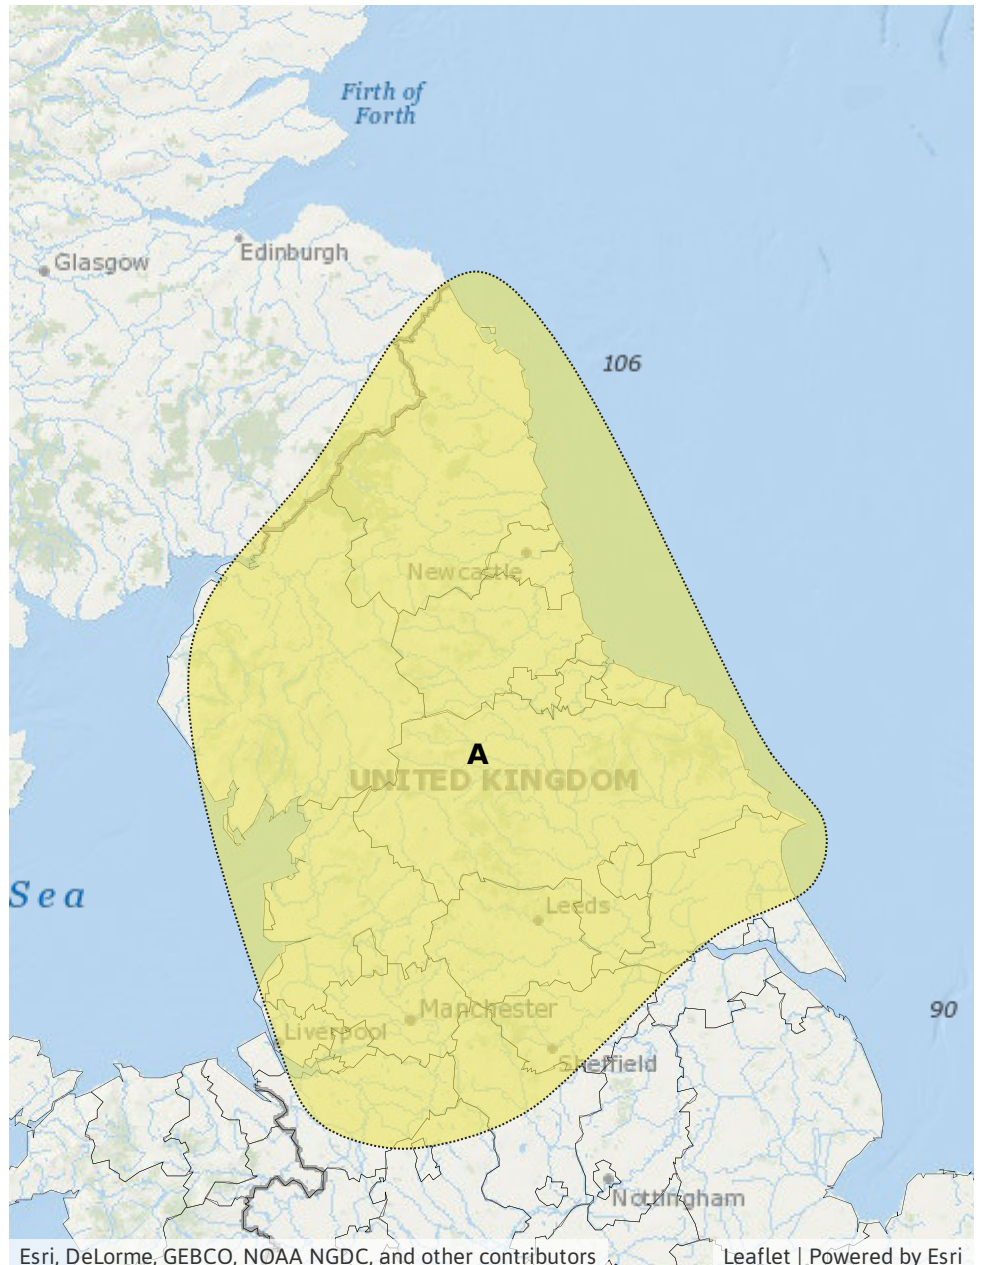 Firth of
Forth
Edinburgh
Glasgow
106
Newcastle
A
UNITED KINGDOM
Sea
Leeds
Manchester
90
Liverpool
Sheffield
Nottingham
Esri, DeLorme, GEBCO, NOAA NGDC, and other contributors
Leaflet | Powered by Esri